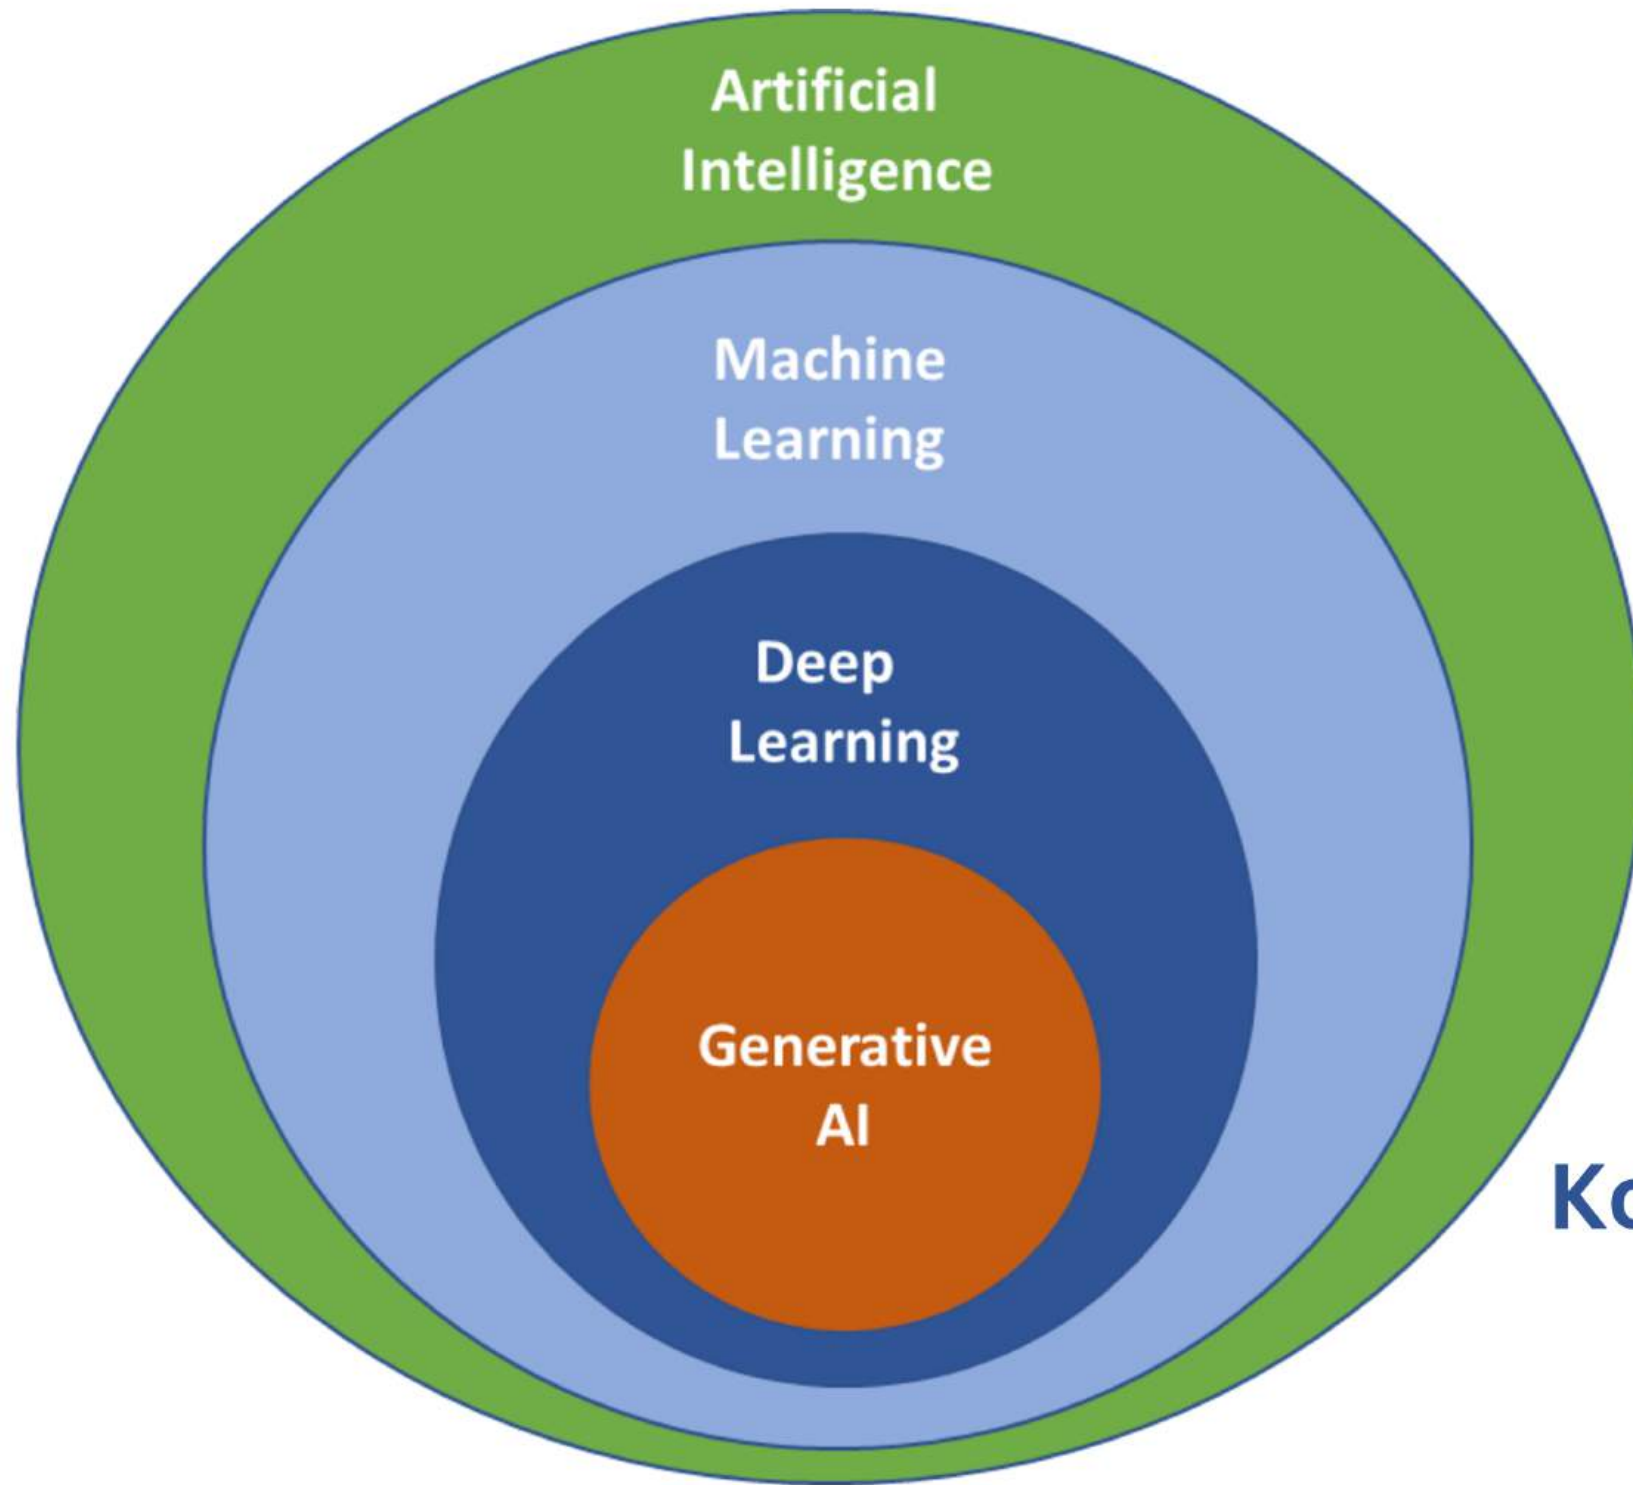 Artificial
Intelligence
Machine
Learning
Deep
Learning
Generative
AI